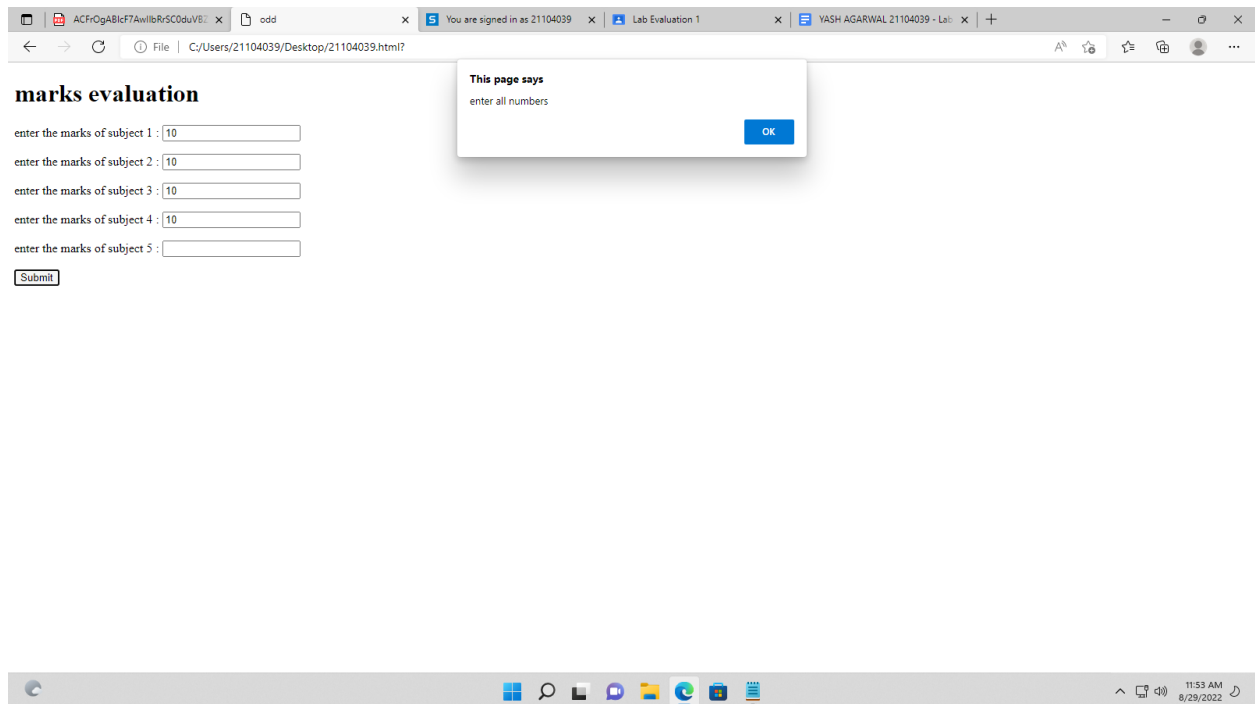 ACFrOgABlcF7AwIlbRrSC0duVBZ
odd
You are signed in as 21104039
Lab Evaluation 1
YASH AGARWAL 21104039 - Lab
File
C:/Users/21104039/Desktop/21104039.html?
This page says
enter all numbers
OK
marks evaluation
enter the marks of subject 1 : 10
enter the marks of subject 2 : 10
enter the marks of subject 3 : 10
enter the marks of subject 4 : 10
enter the marks of subject 5 :
Submit
11:53 AM
8/29/2022